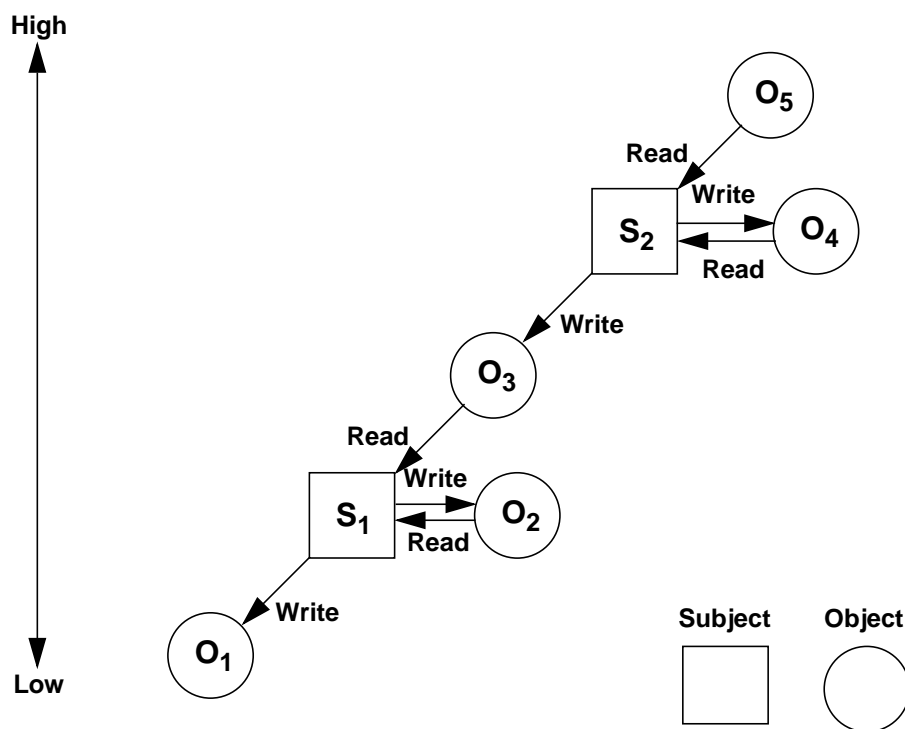 High
O5
Read
Write
S2
O4
Read
Write
O3
Read
Write
S1
O2
Read
Write
O1
Subject Object
Low